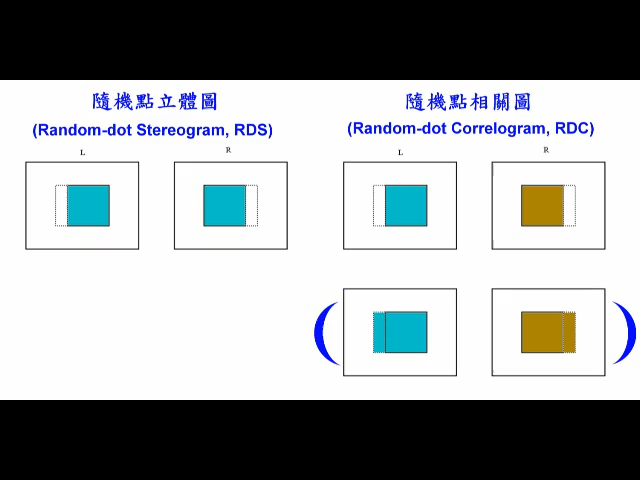 隨機點立體圖
(Random-dot Stereogram, RDS)
L
R
隨機點相關圖
(Random-dot Correlogram, RDC)
L
R